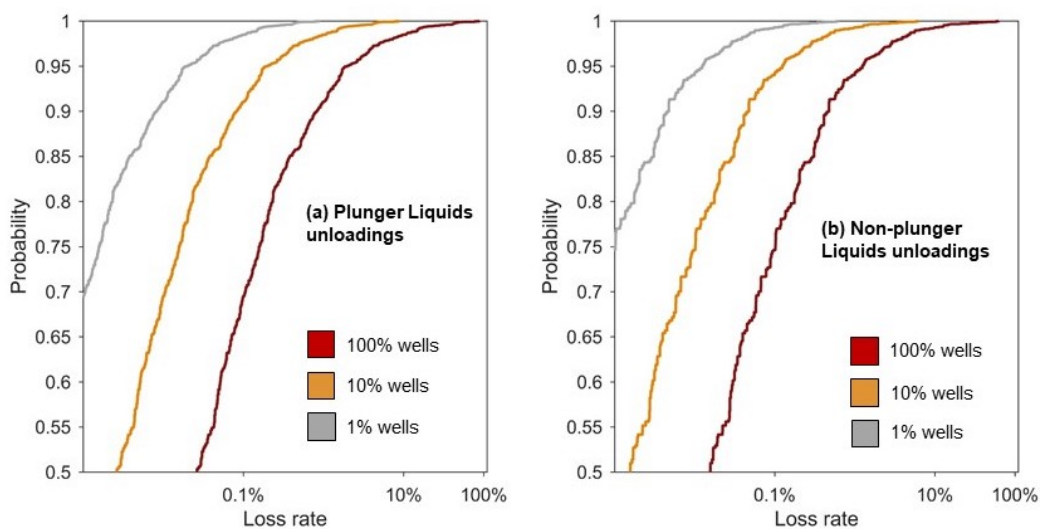 1
0.95
0.9
0.85
0.8
0.75
0.7
0.65
0.6
0.55
0.5
Probability
(a) Plunger Liquids
unloadings
100% wells
10% wells
1% wells
0.1%
10%
100%
Loss rate
1
0.95
0.9
0.85
0.8
0.75
0.7
0.65
0.6
0.55
0.5
Probability
(b) Non-plunger
Liquids unloadings
100% wells
10% wells
1% wells
0.1%
10%
100%
Loss rate